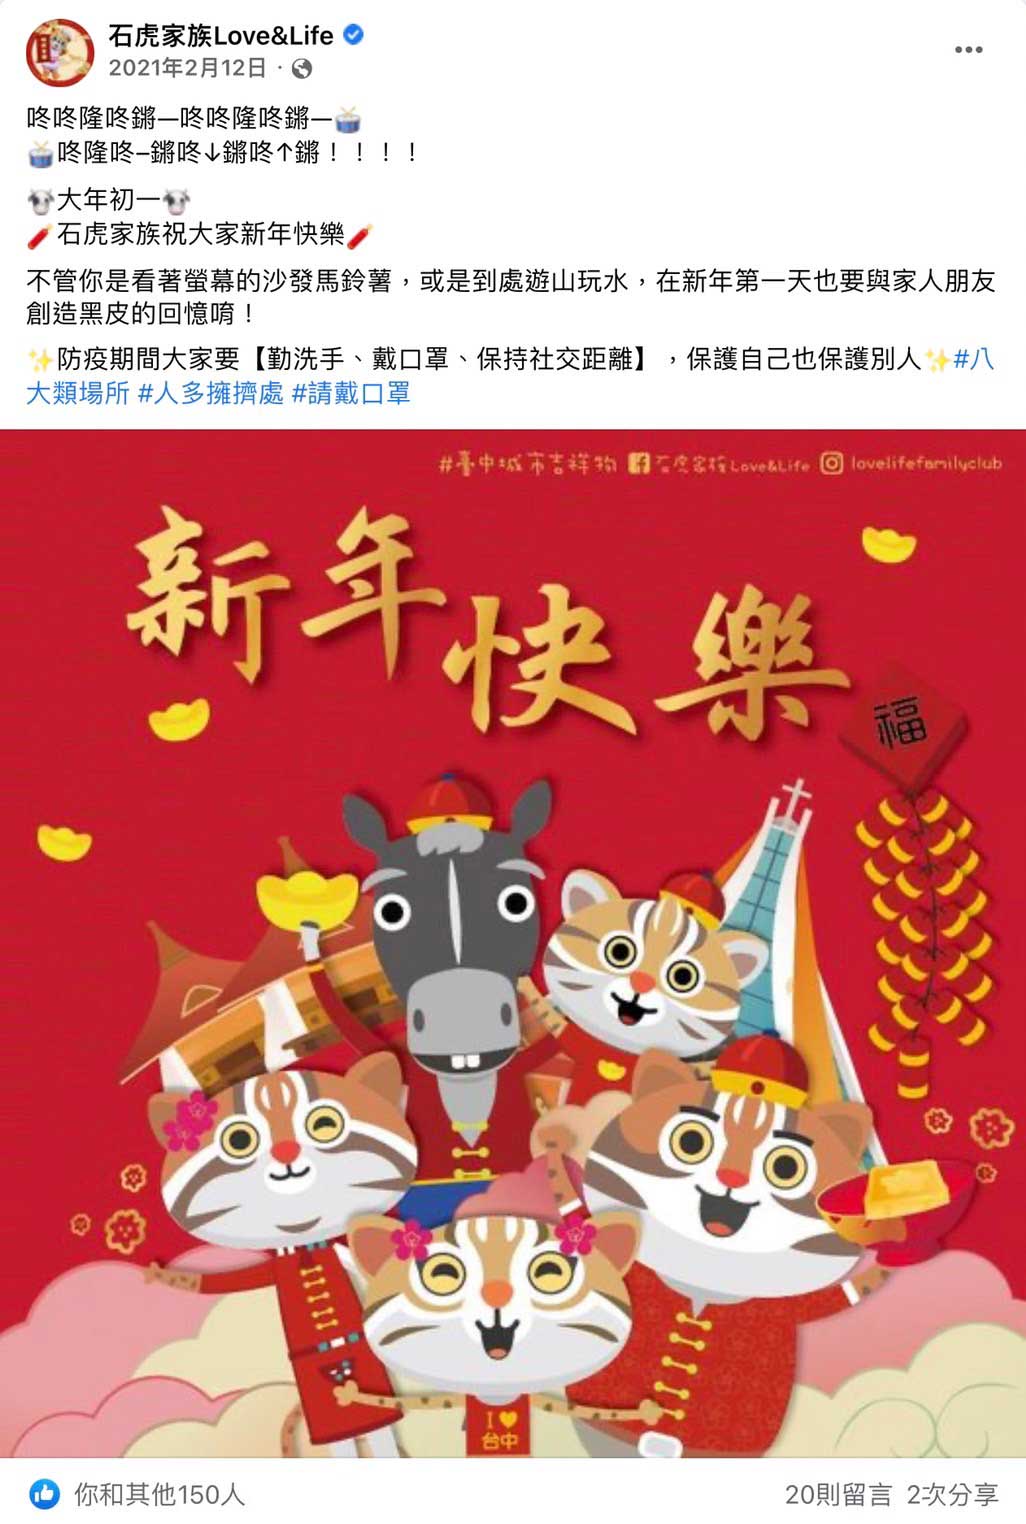 石虎家族Love&Life
2021年2月12日 ·
咚咚隆咚鏘—咚咚隆咚鏘—🥁
🥁咚隆咚–鏘咚↓鏘咚↑鏘！！！！
🐮大年初一🐮
🧨石虎家族祝大家新年快樂🧨
不管你是看著螢幕的沙發馬鈴薯，或是到處遊山玩水，在新年第一天也要與家人朋友
創造黑皮的回憶唷！
✨防疫期間大家要【勤洗手、戴口罩、保持社交距離】，保護自己也保護別人✨#八
大類場所 #人多擁擠處 #請戴口罩
#臺中城市吉祥物 石虎家族Love&Life lovelifefamilyclub
新年快樂
福
I
台中
你和其他150人
20則留言 2次分享